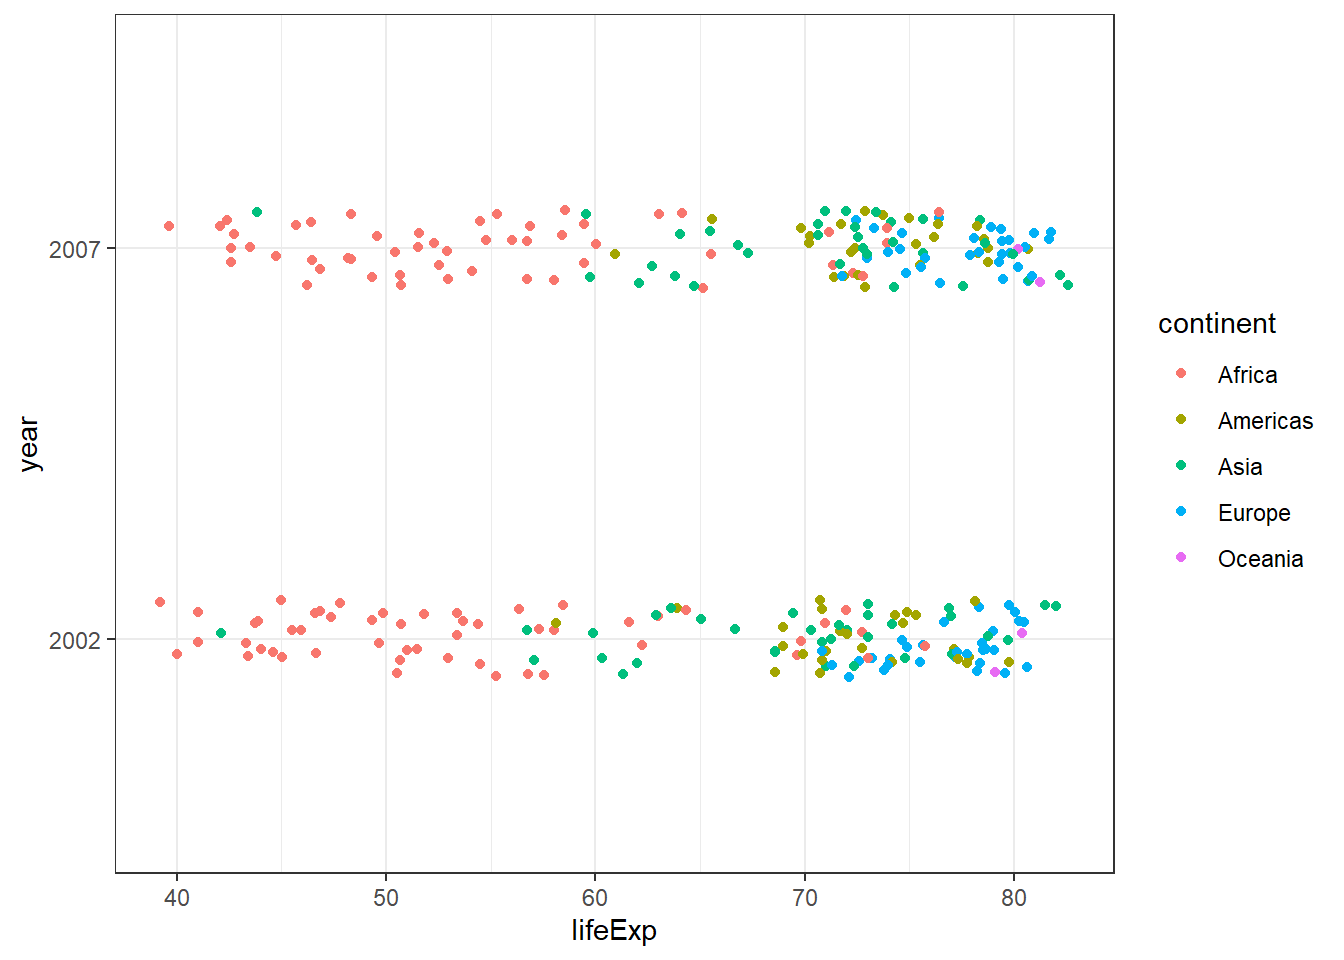 year
2007
2002
40 50 60 70 80
lifeExp
continent
Africa
Americas
Asia
Europe
Oceania